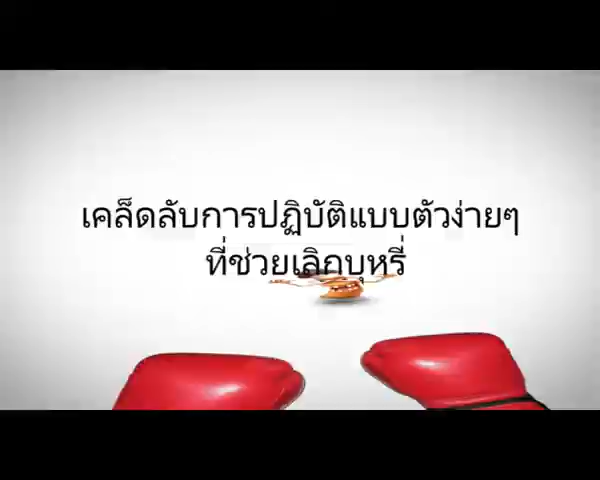 เคล็ดลับการปฏิบัติแบบตัวง่ายๆ
ที่ช่วยเลิกบุหรี่